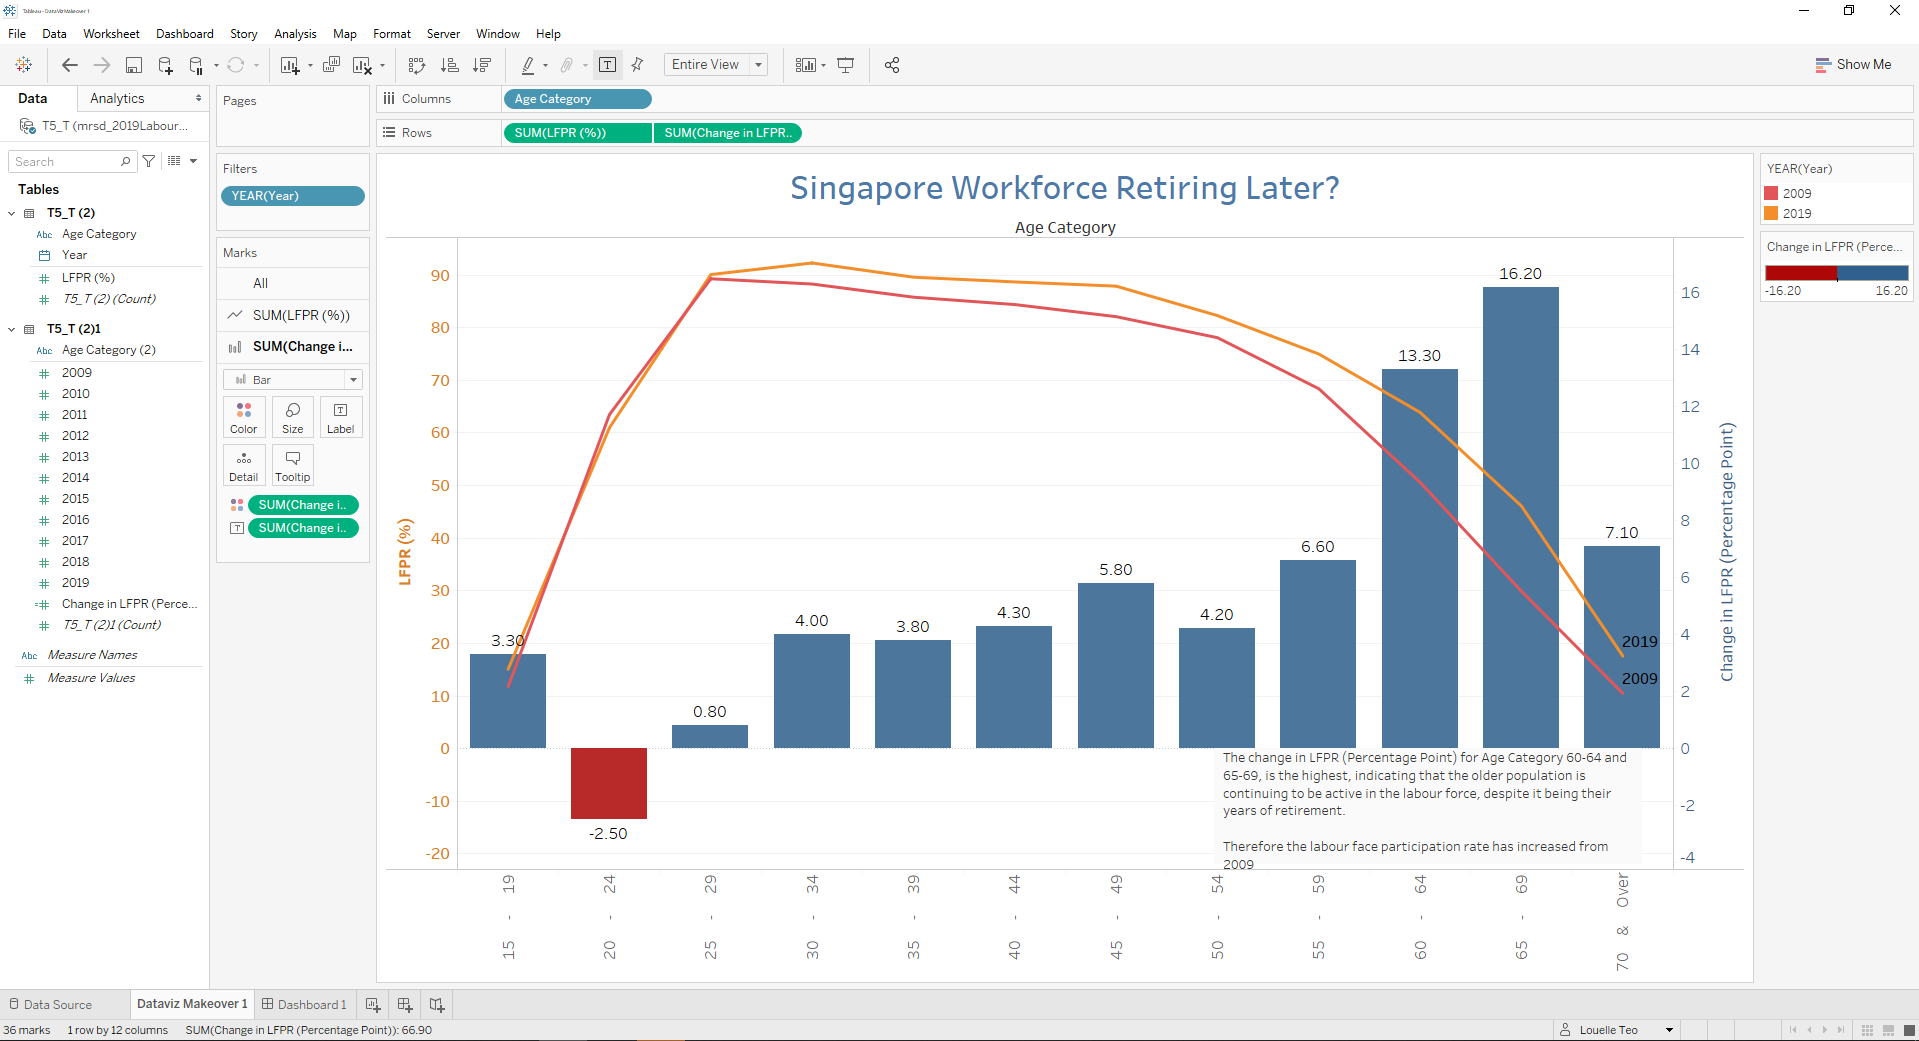 Tableau - DataVizMakeover 1
File Data Worksheet Dashboard Story Analysis Map Format Server Window Help
Entire View
Show Me
Data Analytics
T5_T (mrsd_2019Labour...
Search
Tables
T5_T (2)
Abc Age Category
Year
LFPR (%)
T5_T (2) (Count)
T5_T (2)1
Abc Age Category (2)
2009
2010
2011
2012
2013
2014
2015
2016
2017
2018
2019
Change in LFPR (Perce...
T5_T (2)1 (Count)
Abc Measure Names
Measure Values
Pages
Filters
YEAR(Year)
Marks
All
SUM(LFPR (%))
SUM(Change i...
Bar
Color Size Label
Detail Tooltip
SUM(Change i..
SUM(Change i..
Columns Age Category
Rows SUM(LFPR (%)) SUM(Change in LFPR..
Singapore Workforce Retiring Later?
Age Category
LFPR (%)
90
80
70
60
50
40
30
20
10
0
-10
-20
3.30
-2.50
0.80
4.00
3.80
4.30
5.80
4.20
6.60
13.30
16.20
7.10
2019
2009
16
14
12
10
8
6
4
2
0
-2
-4
Change in LFPR (Percentage Point)
The change in LFPR (Percentage Point) for Age Category 60-64 and
65-69, is the highest, indicating that the older population is
continuing to be active in the labour force, despite it being their
years of retirement.
Therefore the labour face participation rate has increased from
2009
15 - 19
20 - 24
25 - 29
30 - 34
35 - 39
40 - 44
45 - 49
50 - 54
55 - 59
60 - 64
65 - 69
70 & Over
YEAR(Year)
2009
2019
Change in LFPR (Perce...
-16.20 16.20
Data Source Dataviz Makeover 1 Dashboard 1
36 marks 1 row by 12 columns SUM(Change in LFPR (Percentage Point)): 66.90
Louelle Teo